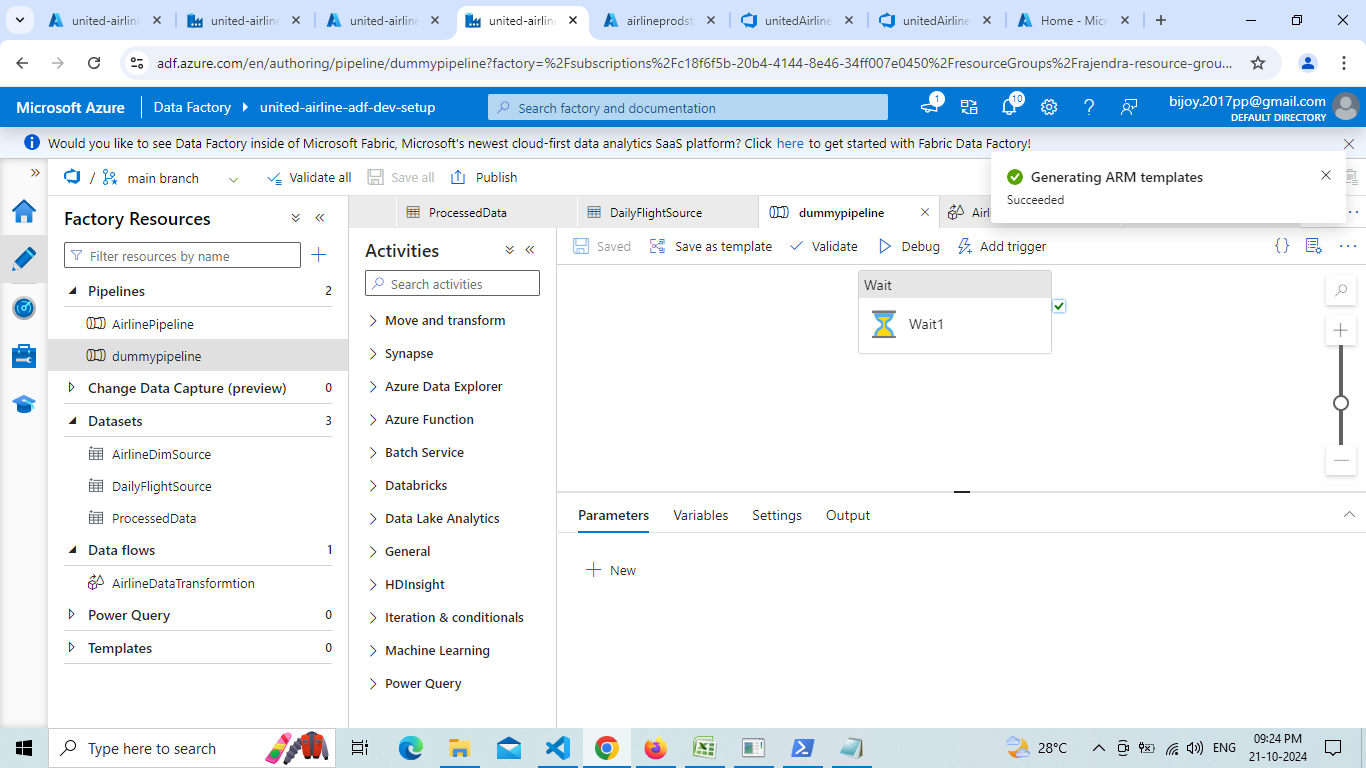 united-airline
united-airline
united-airline
united-airline
airlineprodst
unitedAirline
unitedAirline
Home - Micr
adf.azure.com/en/authoring/pipeline/dummypipeline?factory=%2Fsubscriptions%2Fc18f6f5b-20b4-4144-8e46-34ff007e0450%2FresourceGroups%2Frajendra-resource-grou...
Microsoft Azure
Data Factory
united-airline-adf-dev-setup
Search factory and documentation
1
10
bijoy.2017pp@gmail.com
DEFAULT DIRECTORY
Would you like to see Data Factory inside of Microsoft Fabric, Microsoft's newest cloud-first data analytics SaaS platform? Click here to get started with Fabric Data Factory!
/ main branch
Validate all
Save all
Publish
Generating ARM templates
Succeeded
Factory Resources
Filter resources by name
Pipelines 2
AirlinePipeline
dummypipeline
Change Data Capture (preview) 0
Datasets 3
AirlineDimSource
DailyFlightSource
ProcessedData
Data flows 1
AirlineDataTransformtion
Power Query 0
Templates 0
ProcessedData
DailyFlightSource
dummypipeline
Activities
Search activities
Move and transform
Synapse
Azure Data Explorer
Azure Function
Batch Service
Databricks
Data Lake Analytics
General
HDInsight
Iteration & conditionals
Machine Learning
Power Query
Saved
Save as template
Validate
Debug
Add trigger
Wait
Wait1
Parameters
Variables
Settings
Output
New
Type here to search
28°C
ENG
09:24 PM
21-10-2024